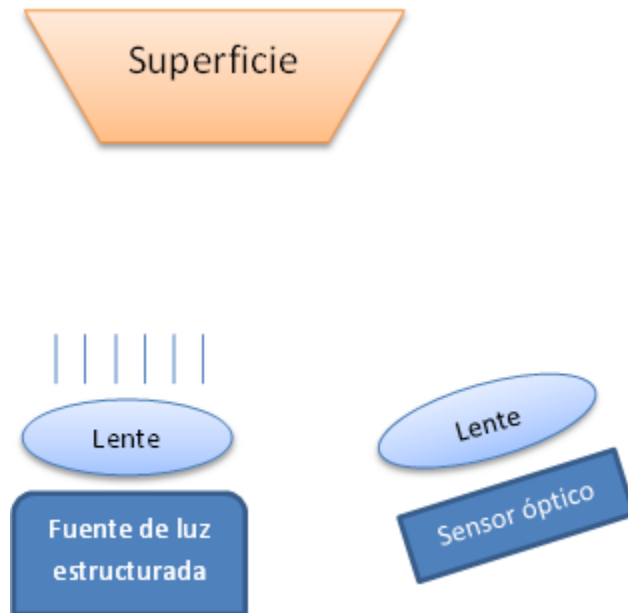 Superficie
Lente
Lente
Fuente de luz
estructurada
Sensor óptico